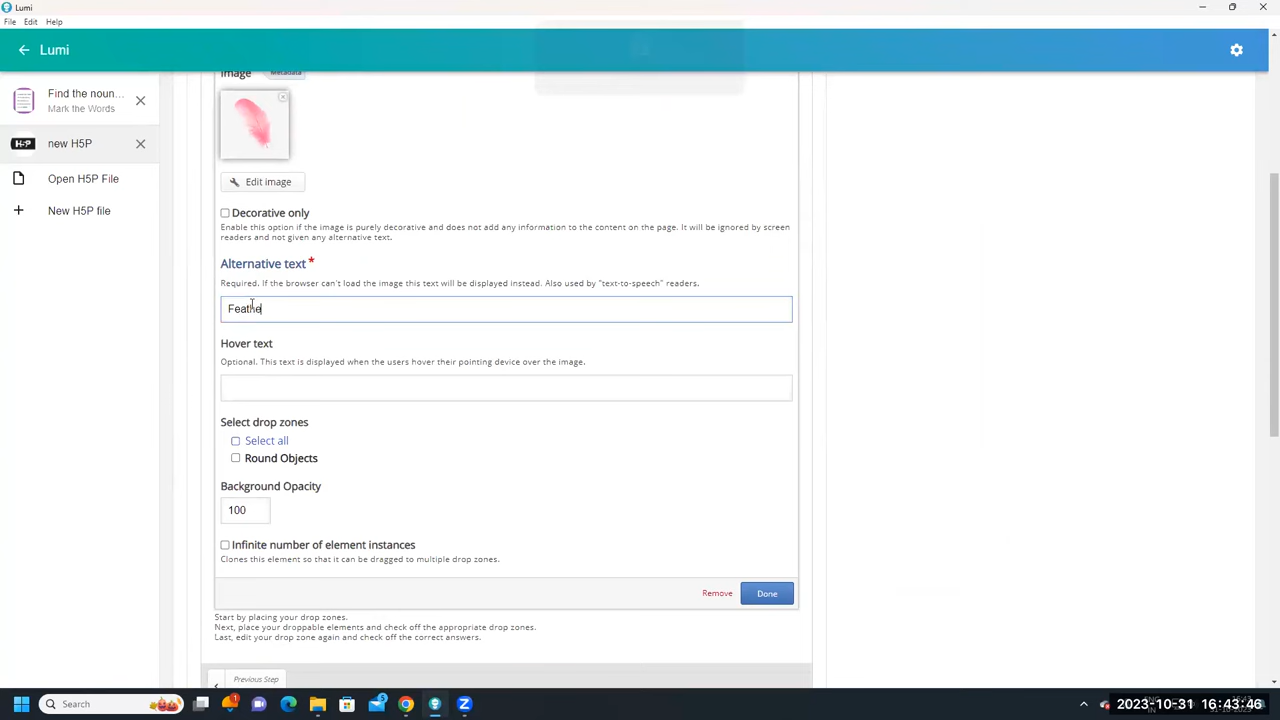 Lumi
File Edit Help
Lumi
Find the noun...
Mark the Words
H-P new H5P
Open H5P File
New H5P file
Image Metadata
Edit image
Decorative only
Enable this option if the image is purely decorative and does not add any information to the content on the page. It will be ignored by screen
readers and not given any alternative text.
Alternative text *
Required. If the browser can't load the image this text will be displayed instead. Also used by "text-to-speech" readers.
Feathe
Hover text
Optional. This text is displayed when the users hover their pointing device over the image.
Select drop zones
Select all
Round Objects
Background Opacity
100
Infinite number of element instances
Clones this element so that it can be dragged to multiple drop zones.
Remove Done
Start by placing your drop zones.
Next, place your droppable elements and check off the appropriate drop zones.
Last, edit your drop zone again and check off the correct answers.
Previous Step
Search
2023-10-31 16:43:46